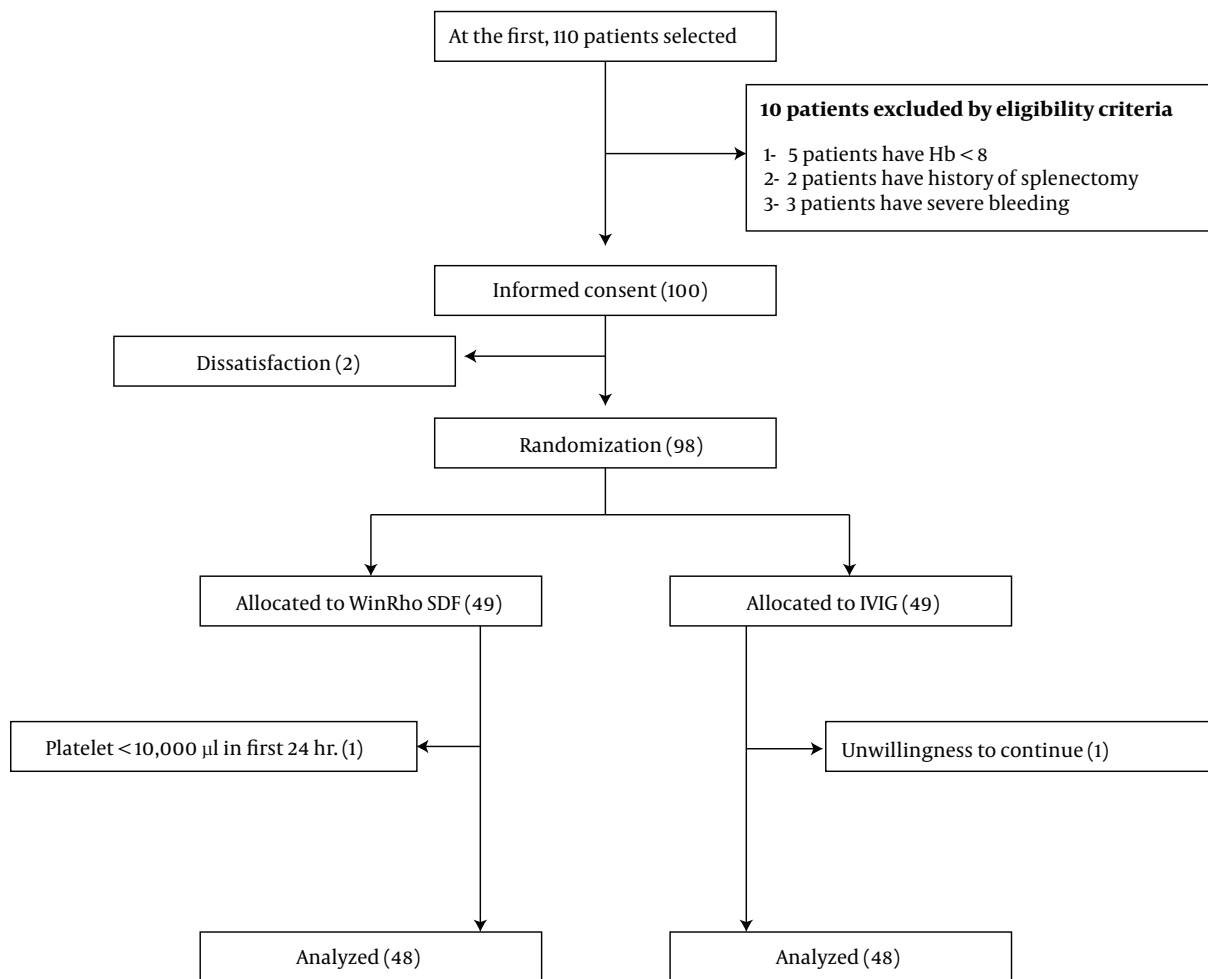 At the first, 110 patients selected
10 patients excluded by eligibility criteria
1- 5 patients have Hb < 8
2- 2 patients have history of splenectomy
3- 3 patients have severe bleeding
Informed consent (100)
Dissatisfaction (2)
Randomization (98)
Allocated to WinRho SDF (49)
Allocated to IVIG (49)
Platelet < 10,000 µl in first 24 hr. (1)
Unwillingness to continue (1)
Analyzed (48)
Analyzed (48)